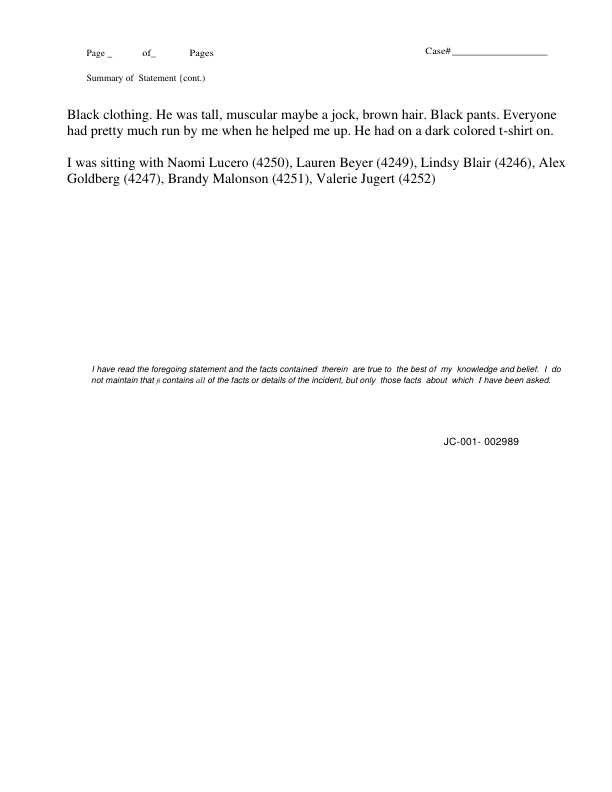 Page _ of_ Pages Case#___________________
Summary of Statement {cont.)
Black clothing. He was tall, muscular maybe a jock, brown hair. Black pants. Everyone
had pretty much run by me when he helped me up. He had on a dark colored t-shirt on.
I was sitting with Naomi Lucero (4250), Lauren Beyer (4249), Lindsy Blair (4246), Alex
Goldberg (4247), Brandy Malonson (4251), Valerie Jugert (4252)
I have read the foregoing statement and the facts contained therein are true to the best of my knowledge and belief. I do
not maintain that p contains all of the facts or details of the incident, but only those facts about which I have been asked.
JC-001- 002989